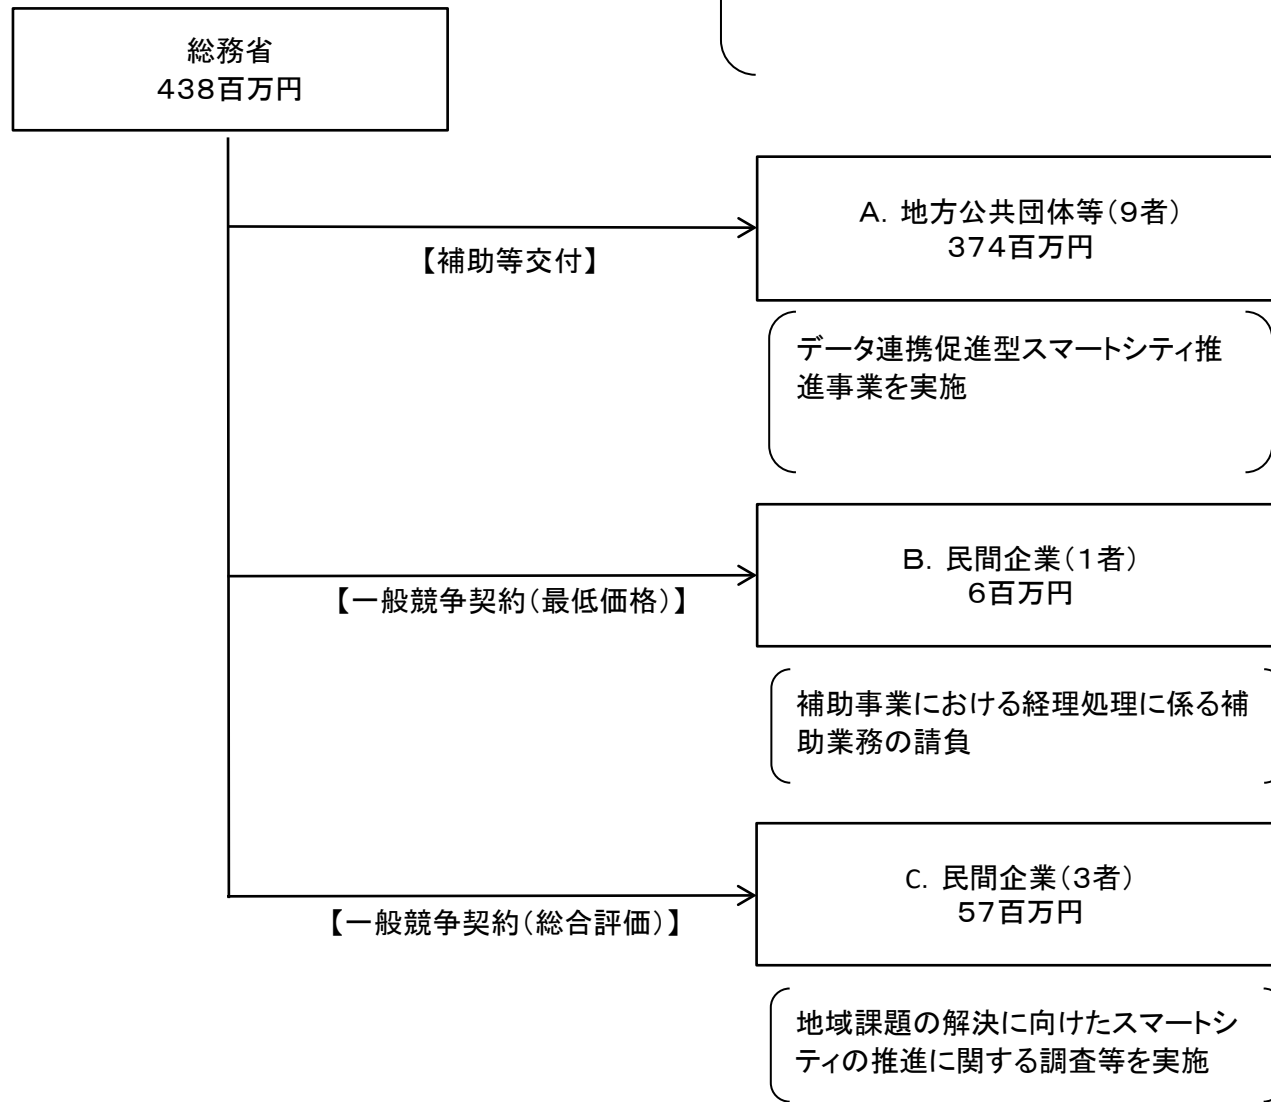 総務省
438百万円
A. 地方公共団体等(9者)
374百万円
【補助等交付】
データ連携促進型スマートシティ推
進事業を実施
B. 民間企業(1者)
6百万円
【一般競争契約(最低価格)】
補助事業における経理処理に係る補
助業務の請負
C. 民間企業(3者)
57百万円
【一般競争契約(総合評価)】
地域課題の解決に向けたスマートシ
ティの推進に関する調査等を実施